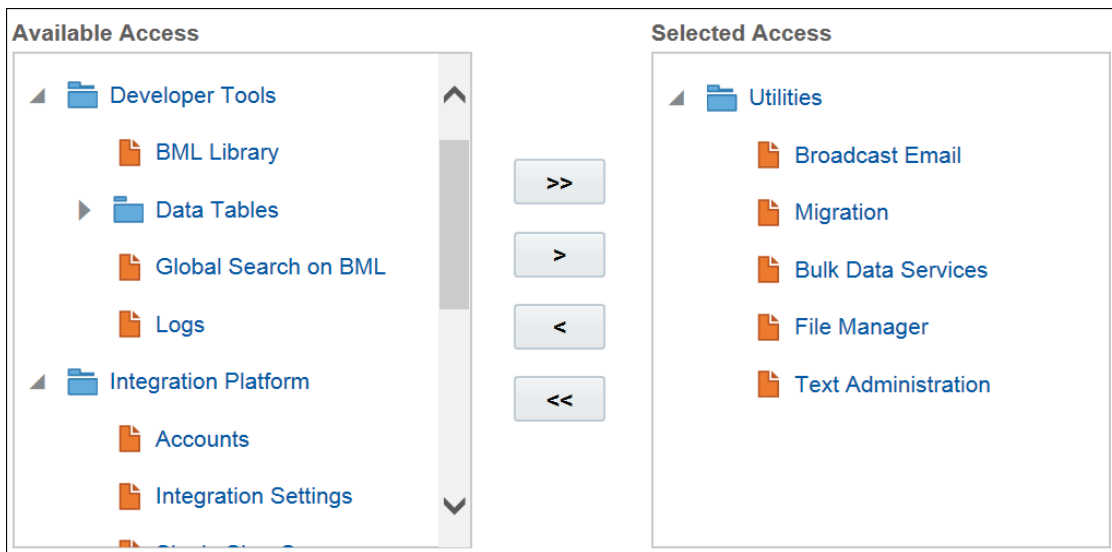 Available Access
Developer Tools
BML Library
Data Tables
Global Search on BML
Logs
Integration Platform
Accounts
Integration Settings
>>
>
<
<<
Selected Access
Utilities
Broadcast Email
Migration
Bulk Data Services
File Manager
Text Administration